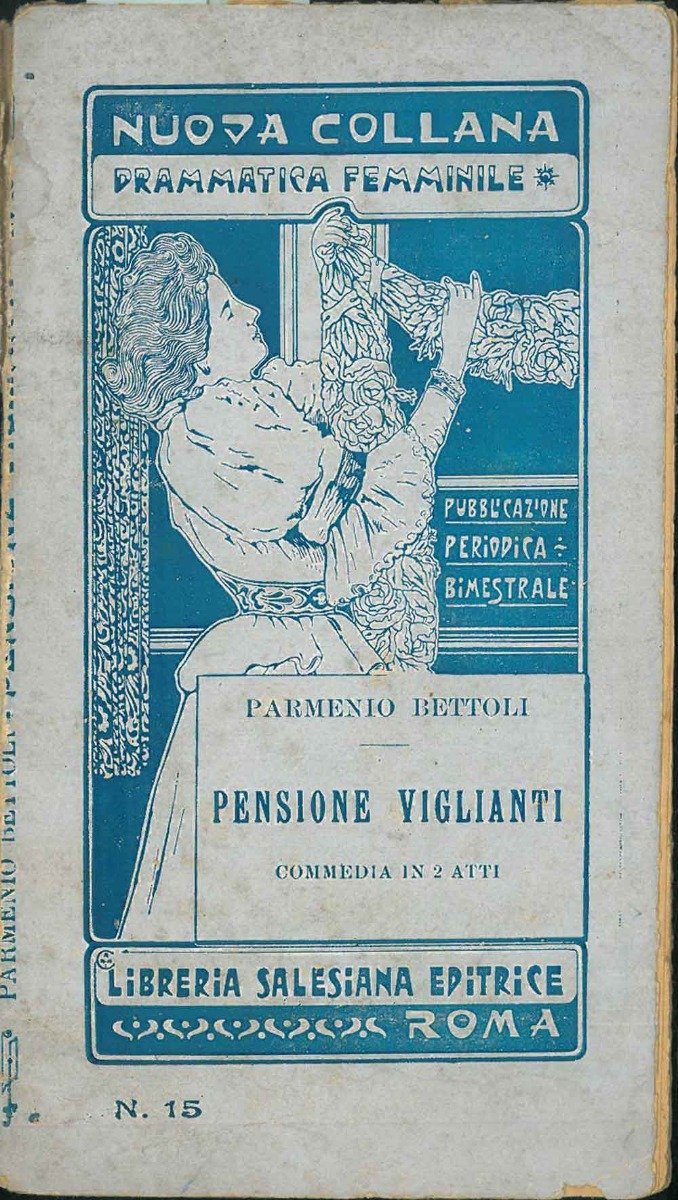 NUOVA COLLANA
DRAMMATICA FEMMINILE
PUBBLICAZIONE
PERIODICA
BIMESTRALE
PARMENIO BETTOLI
PENSIONE VIGLIANTI
COMMEDIA IN 2 ATTI
LIBRERIA SALESIANA EDITRICE
ROMA
N. 15
PARMENIO BETTOLI